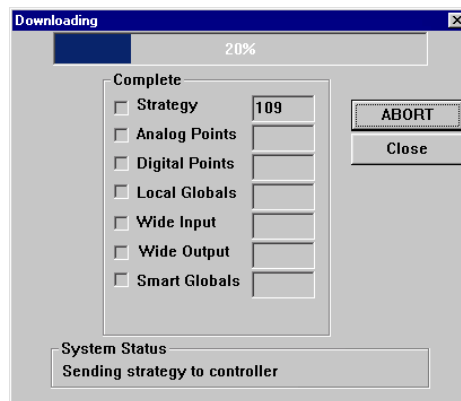 Downloading
20%
Complete
Strategy 109
Analog Points
Digital Points
Local Globals
Wide Input
Wide Output
Smart Globals
ABORT
Close
System Status
Sending strategy to controller